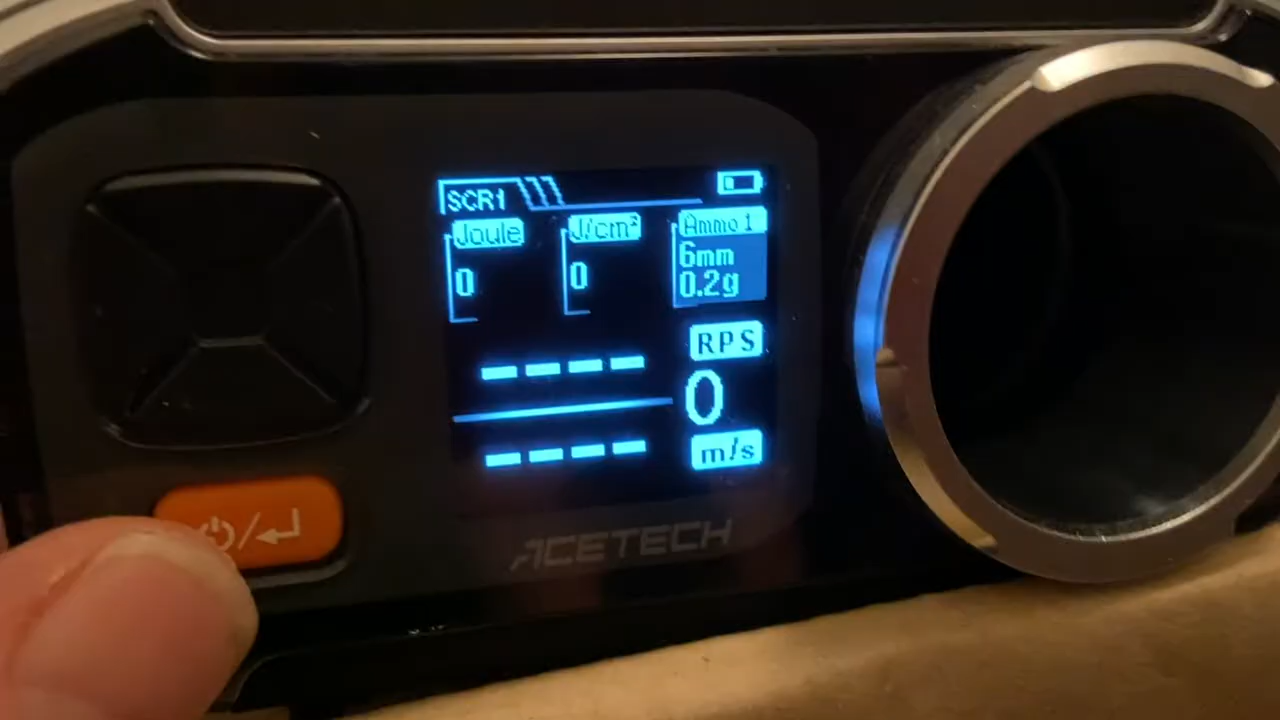 SCR1
Joule
J/cm²
Ammo 1
0
0
6mm
0.2g
RPS
----
0
----
m/s
ACETECH